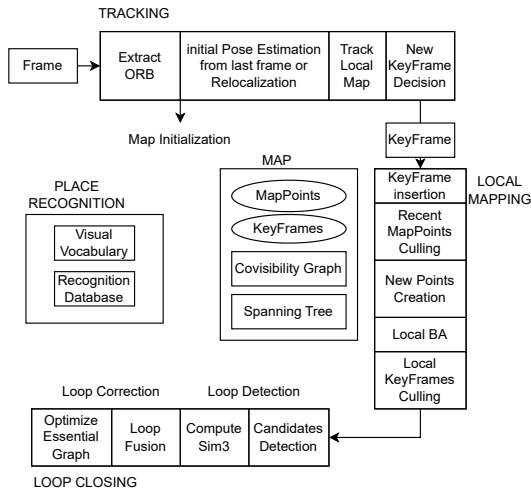 TRACKING
Frame
Extract
ORB
initial Pose Estimation
from last frame or
Relocalization
Track
Local
Map
New
KeyFrame
Decision
Map Initialization
KeyFrame
PLACE
RECOGNITION
Visual
Vocabulary
Recognition
Database
MAP
MapPoints
KeyFrames
Covisibility Graph
Spanning Tree
LOCAL
MAPPING
KeyFrame
insertion
Recent
MapPoints
Culling
New Points
Creation
Local BA
Local
KeyFrames
Culling
Loop Correction
Loop Detection
Optimize
Essential
Graph
Loop
Fusion
Compute
Sim3
Candidates
Detection
LOOP CLOSING